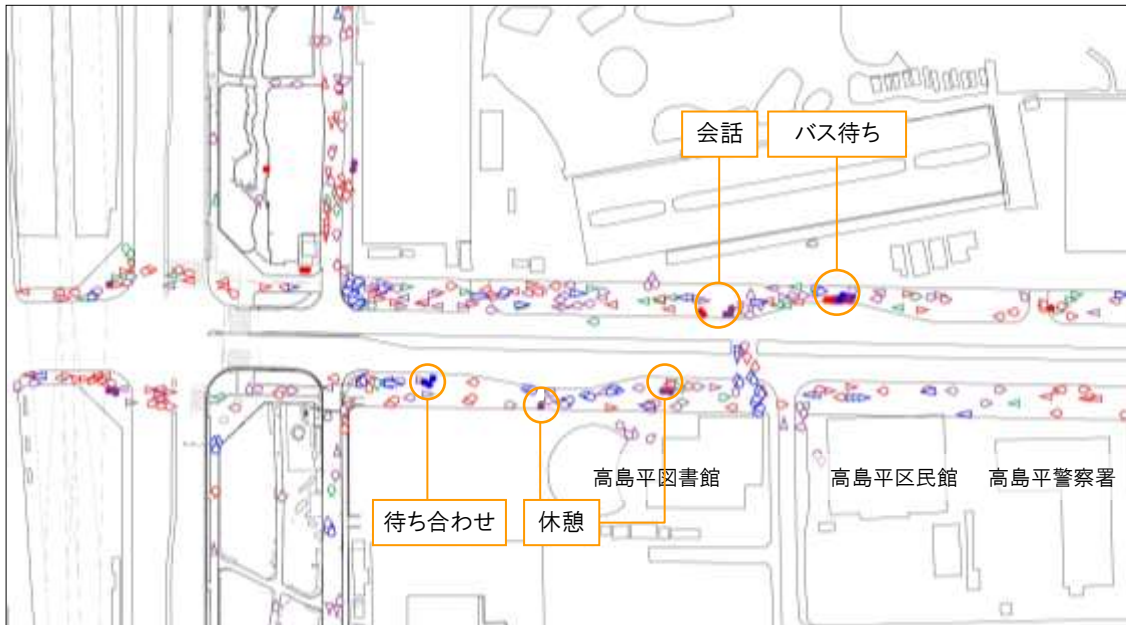 会話
バス待ち
高島平図書館
高島平区民館
高島平警察署
待ち合わせ
休憩